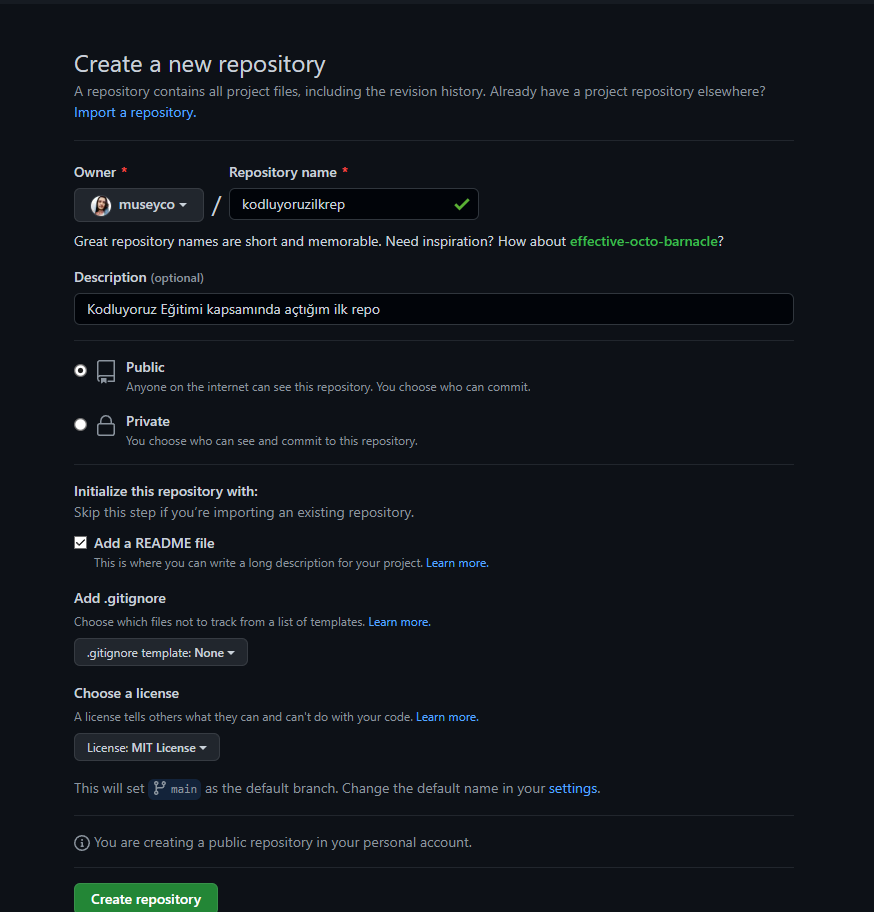 Create a new repository
A repository contains all project files, including the revision history. Already have a project repository elsewhere?
Import a repository.
Owner * Repository name *
museyco / kodluyoruzilkrep
Great repository names are short and memorable. Need inspiration? How about effective-octo-barnacle?
Description (optional)
Kodluyoruz Eğitimi kapsamında açtığım ilk repo
Public
Anyone on the internet can see this repository. You choose who can commit.
Private
You choose who can see and commit to this repository.
Initialize this repository with:
Skip this step if you're importing an existing repository.
Add a README file
This is where you can write a long description for your project. Learn more.
Add .gitignore
Choose which files not to track from a list of templates. Learn more.
.gitignore template: None
Choose a license
A license tells others what they can and can't do with your code. Learn more.
License: MIT License
This will set main as the default branch. Change the default name in your settings.
You are creating a public repository in your personal account.
Create repository